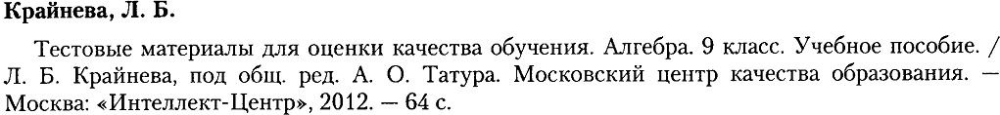 Крайнева, Л. Б.
Тестовые материалы для оценки качества обучения. Алгебра. 9 класс. Учебное пособие. /
Л. Б. Крайнева, под общ. ред. А. О. Татура. Московский центр качества образования. —
Москва: «Интеллект-Центр», 2012. — 64 с.